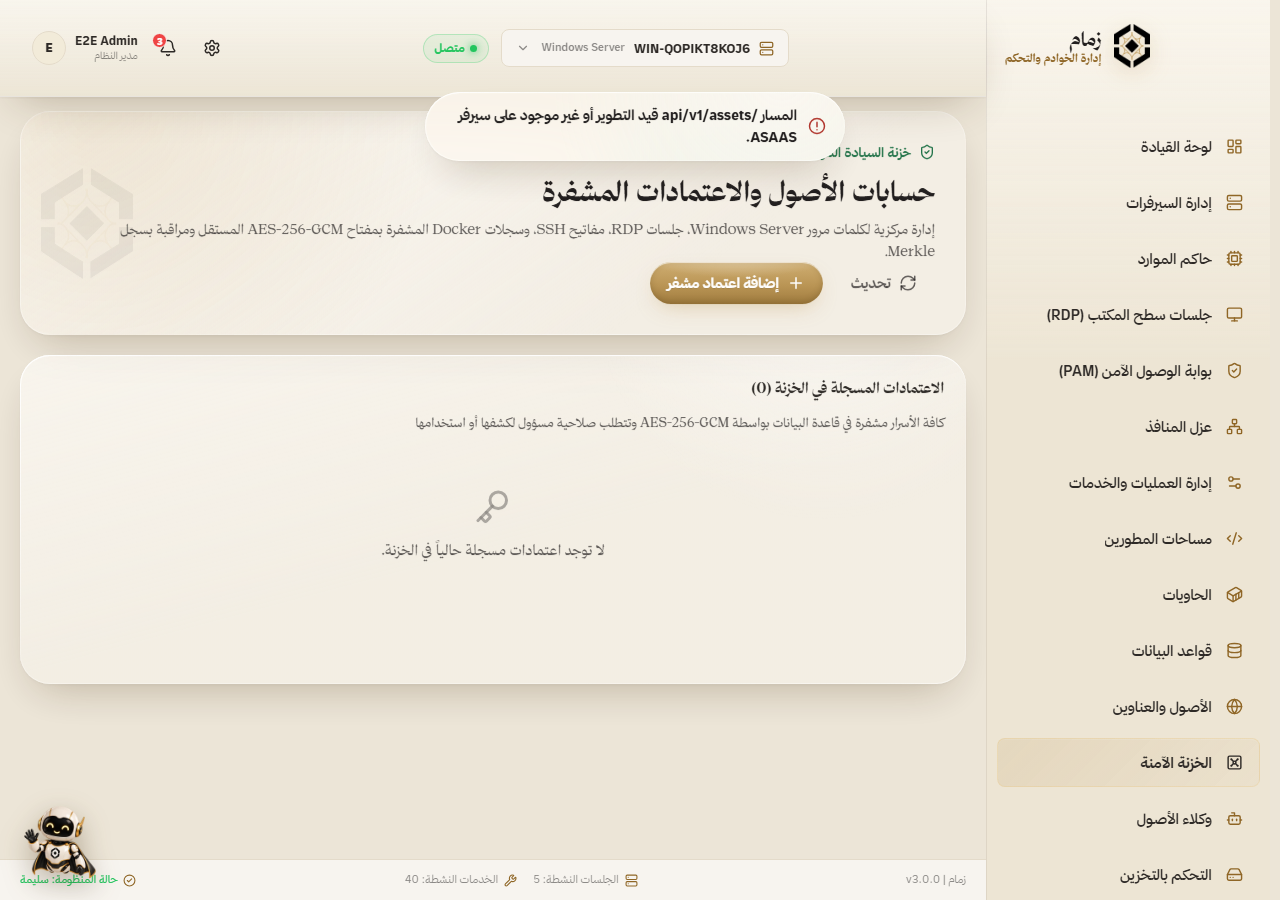 زمام
إدارة الخوادم والتحكم
لوحة القيادة
إدارة السيرفرات
حاكم الموارد
جلسات سطح المكتب (RDP)
بوابة الوصول الآمن (PAM)
عزل المنافذ
إدارة العمليات والخدمات
مساحات المطورين
الحاويات
قواعد البيانات
الأصول والعناوين
الخزنة الآمنة
وكلاء الأصول
التحكم بالتخزين
WIN-QOPIKT8KOJ6 Windows Server
متصل
3
E2E Admin
مدير النظام
E
المسار /api/v1/assets قيد التطوير أو غير موجود على سيرفر
ASAAS.
خزنة السيادة
حسابات الأصول والاعتمادات المشفرة
إدارة مركزية لكلمات مرور Windows Server، جلسات RDP، مفاتيح SSH، وسجلات Docker المشفرة بمفتاح AES-256-GCM المستقل ومراقبة بسجل
Merkle.
تحديث
إضافة اعتماد مشفر
الاعتمادات المسجلة في الخزنة (0)
كافة الأسرار مشفرة في قاعدة البيانات بواسطة AES-256-GCM وتتطلب صلاحية مسؤول لكشفها أو استخدامها
لا توجد اعتمادات مسجلة حالياً في الخزنة.
زمام | v3.0.0
الجلسات النشطة: 5
الخدمات النشطة: 40
حالة المنظومة: سليمة